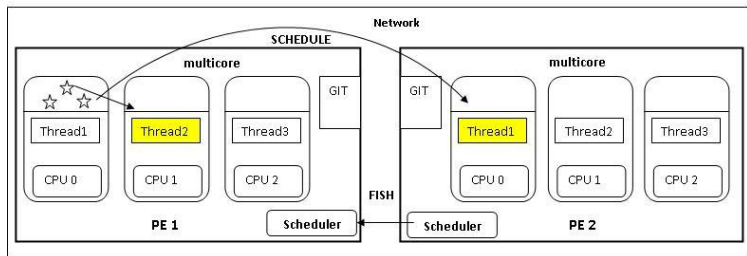 Network
SCHEDULE
multicore
GIT
Thread1
Thread2
Thread3
CPU 0
CPU 1
CPU 2
PE 1
Scheduler
FISH
multicore
GIT
Thread1
Thread2
Thread3
CPU 0
CPU 1
CPU 2
Scheduler
PE 2